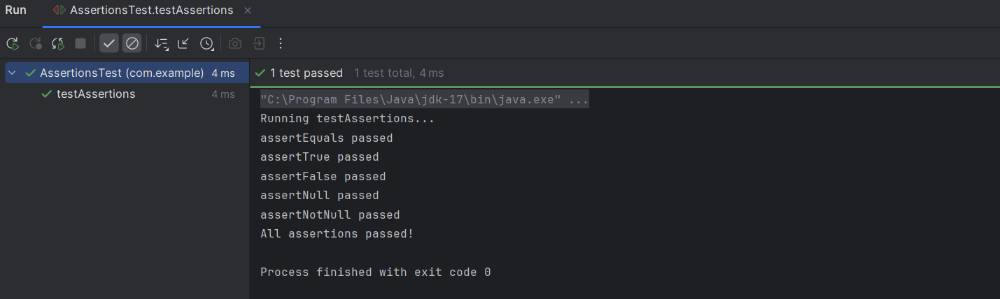 Run AssertionsTest.testAssertions
AssertionsTest (com.example) 4 ms
testAssertions 4 ms
1 test passed 1 test total, 4 ms
"C:\Program Files\Java\jdk-17\bin\java.exe" ...
Running testAssertions...
assertEquals passed
assertTrue passed
assertFalse passed
assertNull passed
assertNotNull passed
All assertions passed!
Process finished with exit code 0